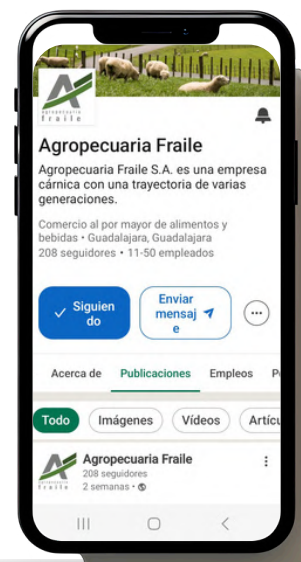 agropecuaria
fraile
Agropecuaria Fraile
Agropecuaria Fraile S.A. es una empresa
cárnica con una trayectoria de varias
generaciones.
Comercio al por mayor de alimentos y
bebidas • Guadalajara, Guadalajara
208 seguidores • 11-50 empleados
Siguien
do
Enviar
mensaj
e
Acerca de Publicaciones Empleos P
Todo Imágenes Vídeos Artícu
Agropecuaria Fraile
fraile
208 seguidores
2 semanas •